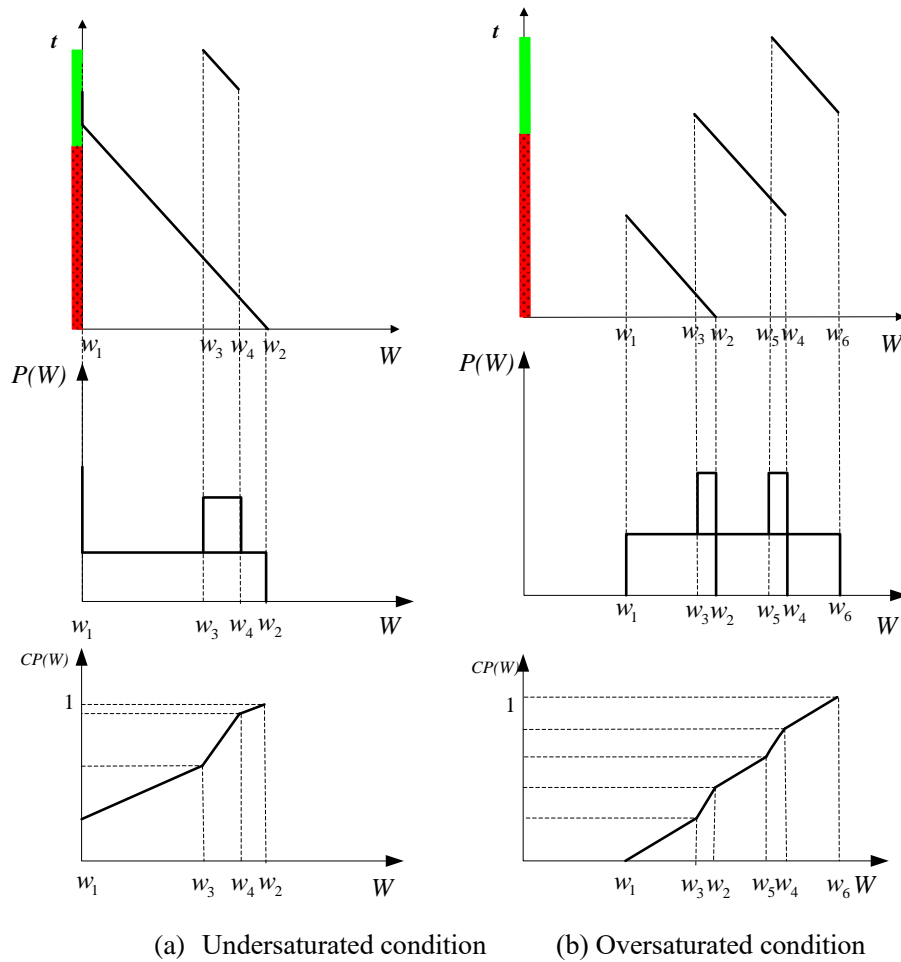 t
t
w₁ w₃ w₄ w₂ W
w₁ w₃ w₂ w₅ w₄ w₆ W
P(W)
P(W)
w₁ w₃ w₄ w₂ W
w₁ w₃ w₂ w₅ w₄ w₆ W
CP(W)
1
CP(W)
1
w₁ w₃ w₄ w₂ W
w₁ w₃ w₂ w₅ w₄ w₆ W
(a) Undersaturated condition
(b) Oversaturated condition